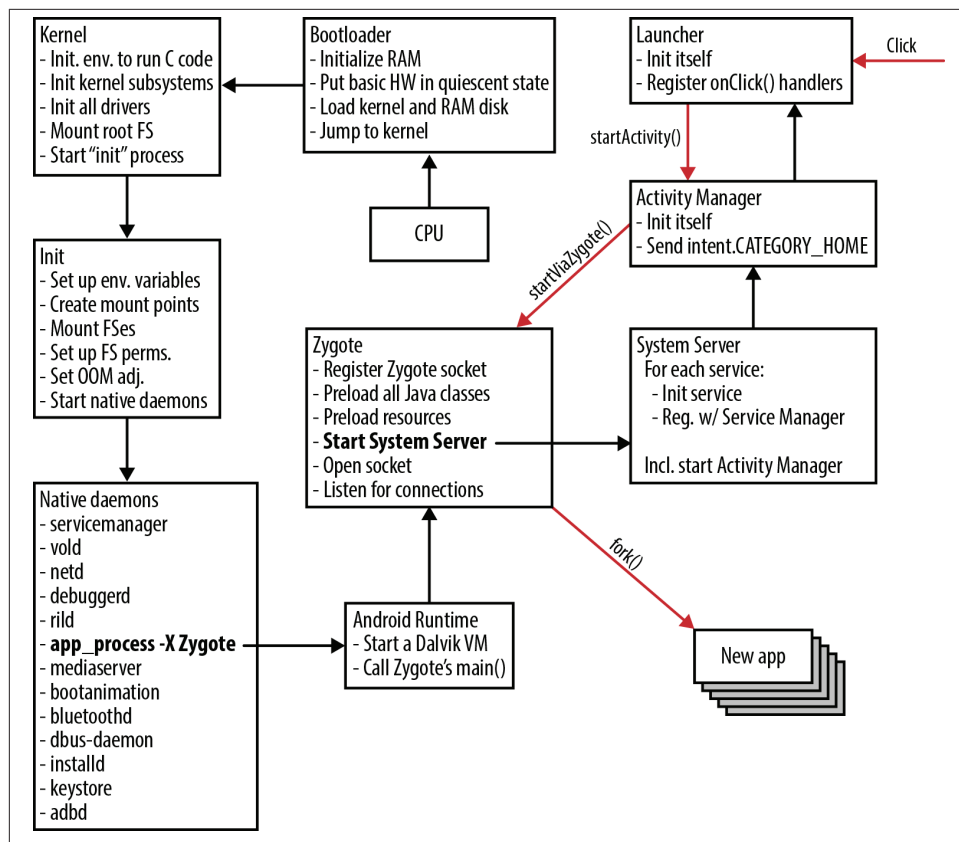 Kernel
- Init. env. to run C code
- Init kernel subsystems
- Init all drivers
- Mount root FS
- Start “init” process
Bootloader
- Initialize RAM
- Put basic HW in quiescent state
- Load kernel and RAM disk
- Jump to kernel
Launcher
- Init itself
- Register onClick() handlers
Click
startActivity()
CPU
Activity Manager
- Init itself
- Send intent.CATEGORY_HOME
startViaZygote()
Init
- Set up env. variables
- Create mount points
- Mount FSes
- Set up FS perms.
- Set OOM adj.
- Start native daemons
Zygote
- Register Zygote socket
- Preload all Java classes
- Preload resources
- Start System Server
- Open socket
- Listen for connections
System Server
For each service:
- Init service
- Reg. w/ Service Manager
Incl. start Activity Manager
fork()
Native daemons
- servicemanager
- vold
- netd
- debuggerd
- rild
- app_process -X Zygote
- mediaserver
- bootanimation
- bluetoothd
- dbus-daemon
- installd
- keystore
- adbd
Android Runtime
- Start a Dalvik VM
- Call Zygote’s main()
New app